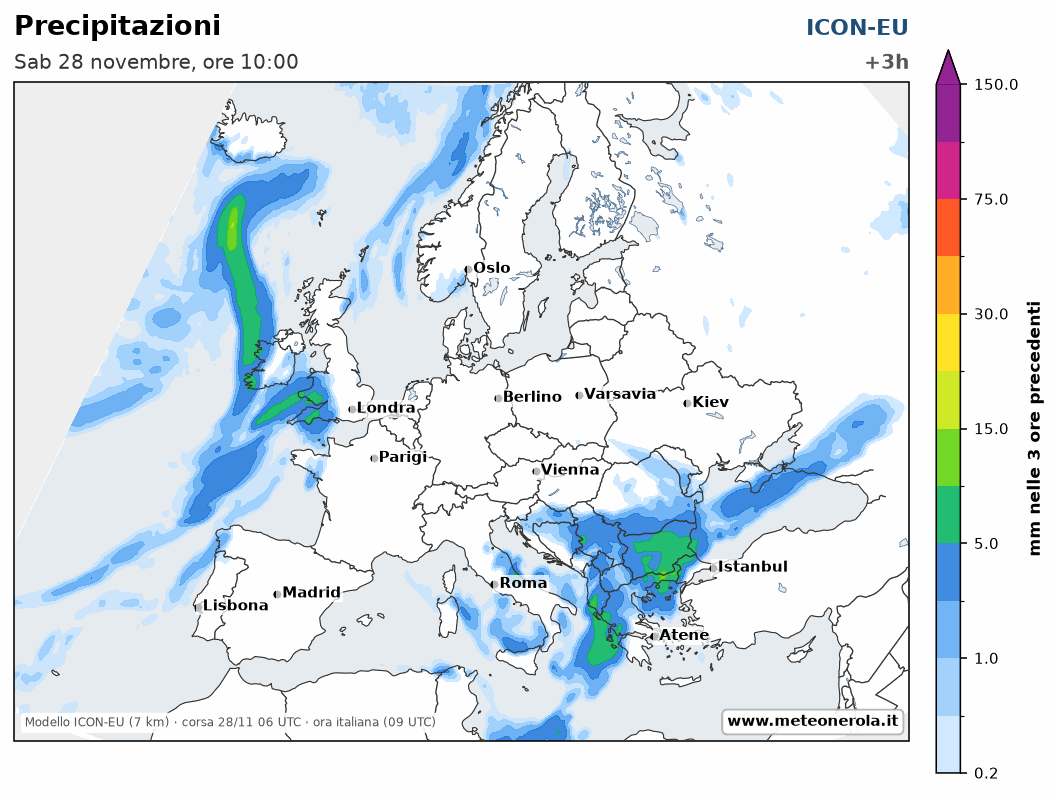 Precipitazioni
ICON-EU
Sab 28 novembre, ore 10:00
+3h
150.0
75.0
30.0
15.0
5.0
1.0
0.2
mm nelle 3 ore precedenti
Oslo
Londra
Berlino
Varsavia
Kiev
Parigi
Vienna
Istanbul
Roma
Madrid
Lisbona
Atene
Modello ICON-EU (7 km) · corsa 28/11 06 UTC · ora italiana (09 UTC)
www.meteonerola.it